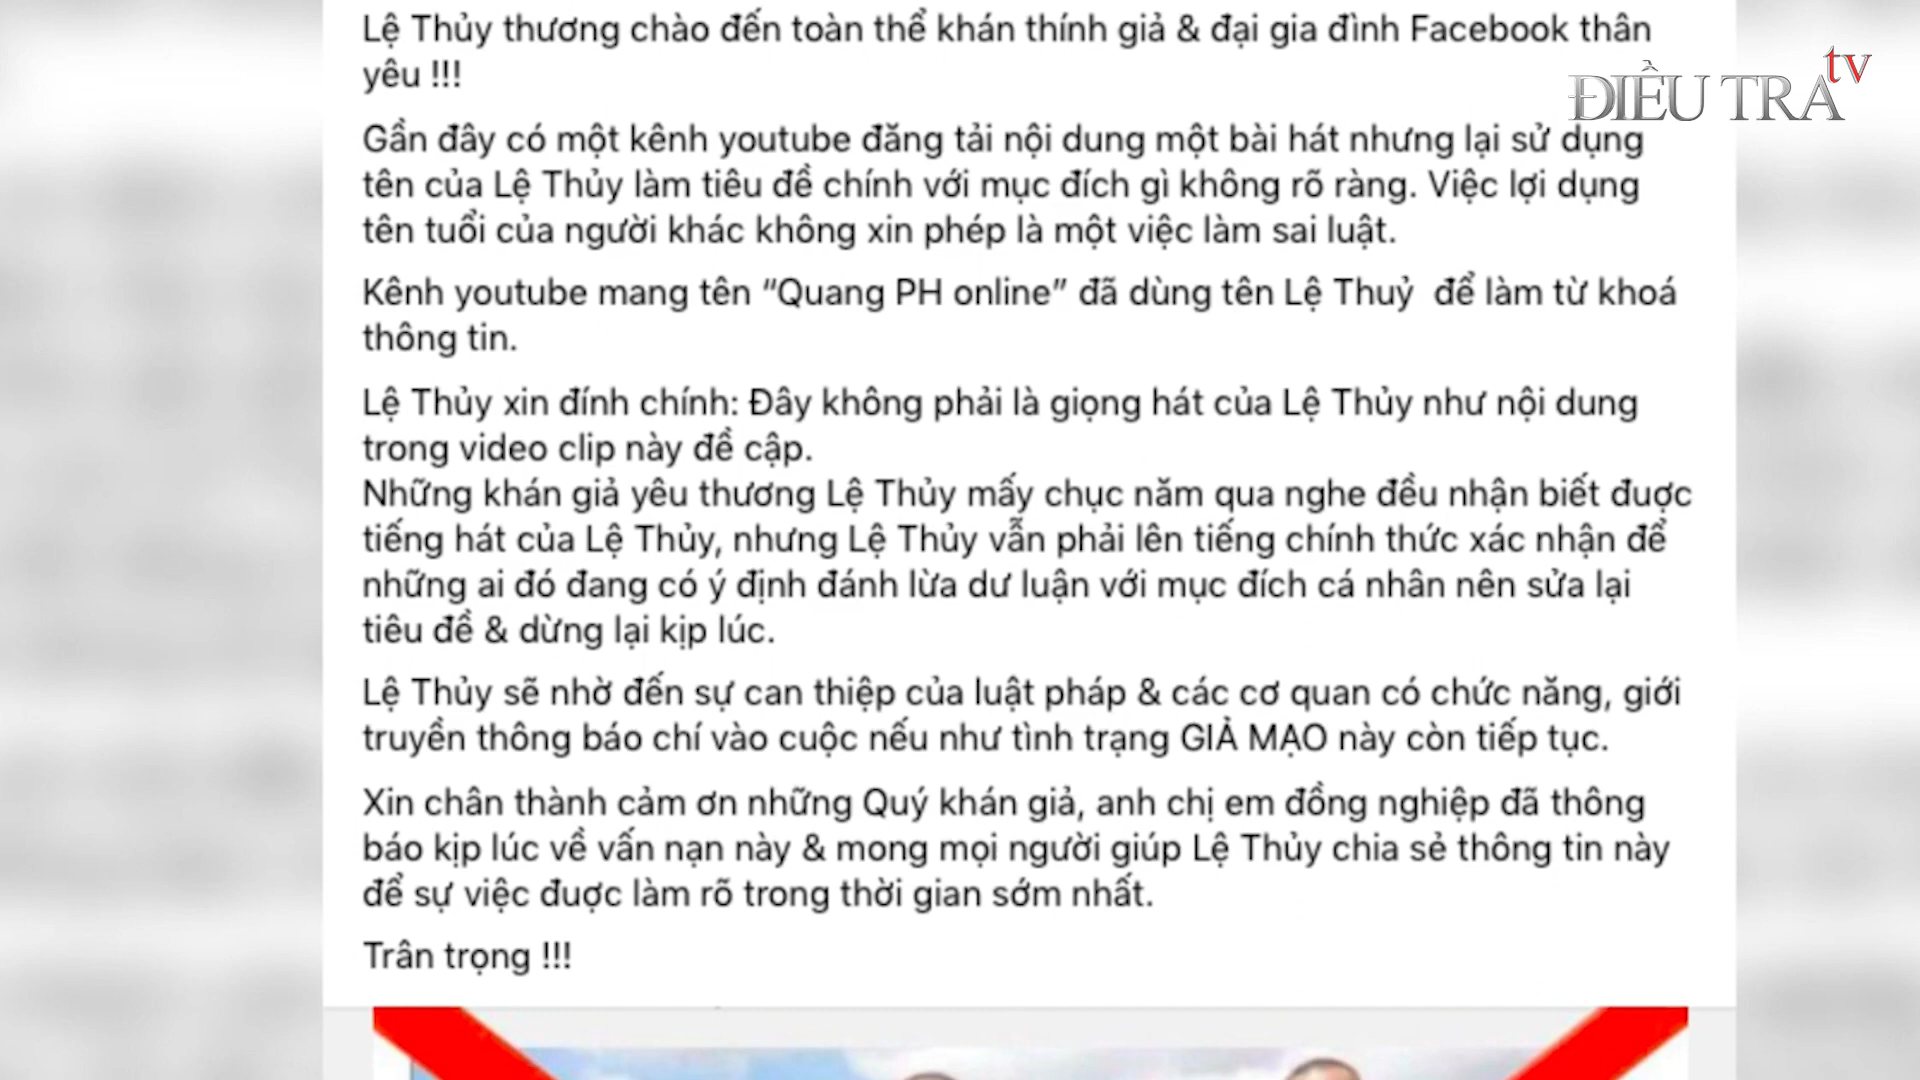 Lệ Thủy thương chào đến toàn thể khán thính giả & đại gia đình Facebook thân
yêu !!!
ĐIỀU TRA tv
Gần đây có một kênh youtube đăng tải nội dung một bài hát nhưng lại sử dụng
tên của Lệ Thủy làm tiêu đề chính với mục đích gì không rõ ràng. Việc lợi dụng
tên tuổi của người khác không xin phép là một việc làm sai luật.
Kênh youtube mang tên “Quang PH online” đã dùng tên Lệ Thuỷ  để làm từ khoá
thông tin.
Lệ Thủy xin đính chính: Đây không phải là giọng hát của Lệ Thủy như nội dung
trong video clip này đề cập.
Những khán giả yêu thương Lệ Thủy mấy chục năm qua nghe đều nhận biết đuợc
tiếng hát của Lệ Thủy, nhưng Lệ Thủy vẫn phải lên tiếng chính thức xác nhận để
những ai đó đang có ý định đánh lừa dư luận với mục đích cá nhân nên sửa lại
tiêu đề & dừng lại kịp lúc.
Lệ Thủy sẽ nhờ đến sự can thiệp của luật pháp & các cơ quan có chức năng, giới
truyền thông báo chí vào cuộc nếu như tình trạng GIẢ MẠO này còn tiếp tục.
Xin chân thành cảm ơn những Quý khán giả, anh chị em đồng nghiệp đã thông
báo kịp lúc về vấn nạn này & mong mọi người giúp Lệ Thủy chia sẻ thông tin này
để sự việc đuợc làm rõ trong thời gian sớm nhất.
Trân trọng !!!